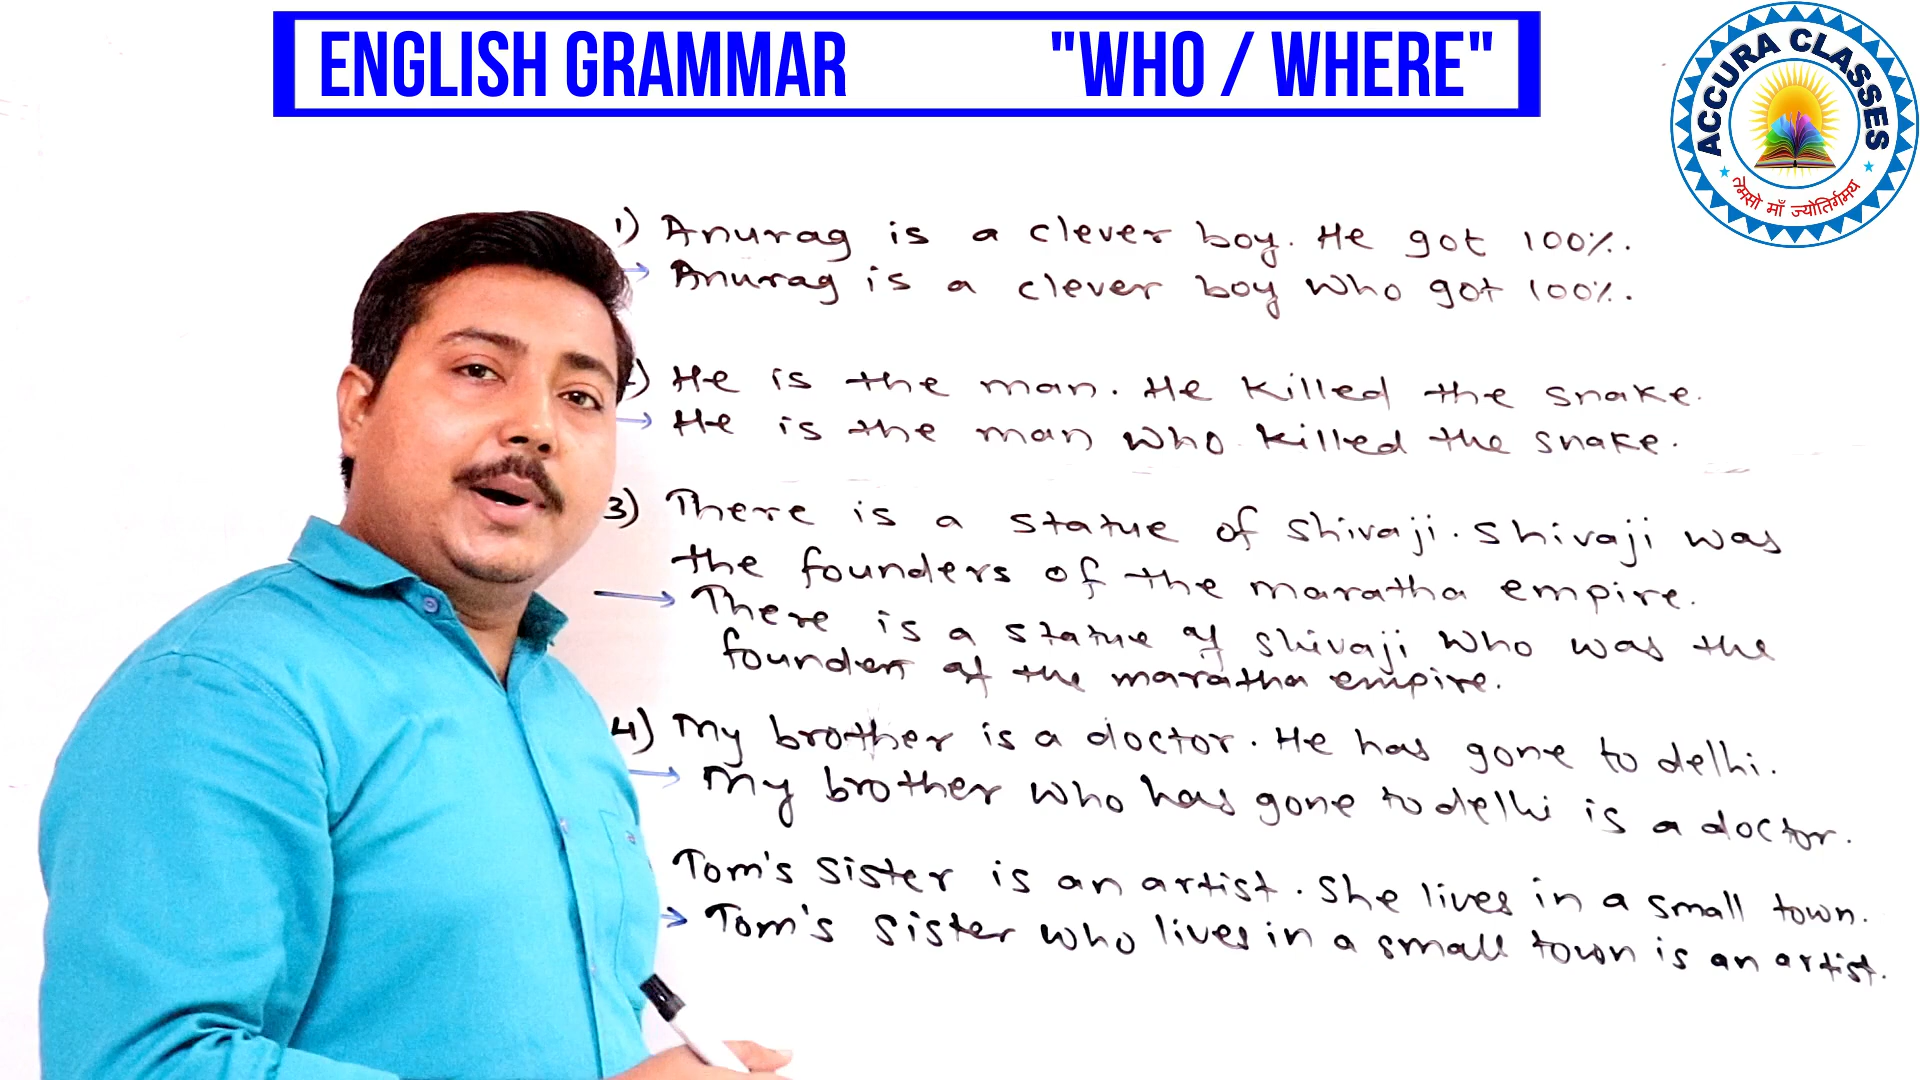 ENGLISH GRAMMAR "WHO / WHERE"
ACCURA CLASSES
तमसो माँ ज्योतिर्गमय
1) Anurag is a clever boy. He got 100%.
→ Anurag is a clever boy who got 100%.
) He is the man. He killed the snake.
→ He is the man who killed the snake.
3) There is a statue of Shivaji. Shivaji was
the founders of the maratha empire.
→ There is a statue of Shivaji who was the
founders of the maratha empire.
4) My brother is a doctor. He has gone to delhi.
→ My brother who has gone to delhi is a doctor.
Tom's sister is an artist. She lives in a small town.
→ Tom's sister who lives in a small town is an artist.